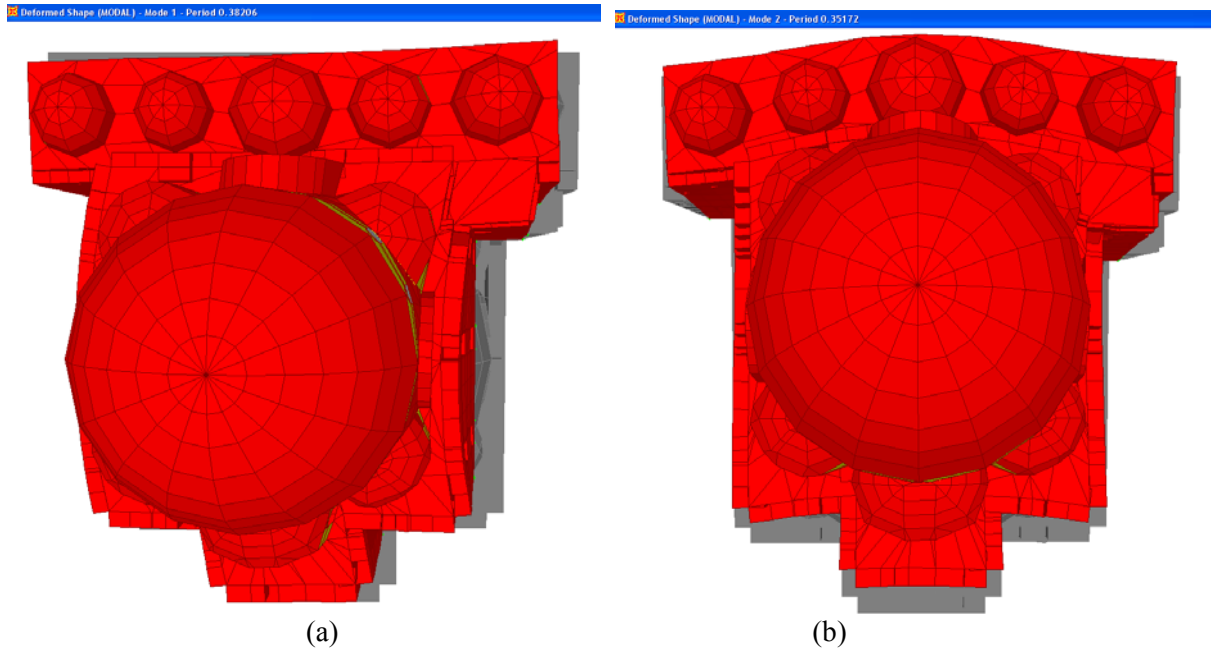 Deformed Shape (MODAL) - Mode 1 - Period 0.38206
Deformed Shape (MODAL) - Mode 2 - Period 0.35172
(a)
(b)